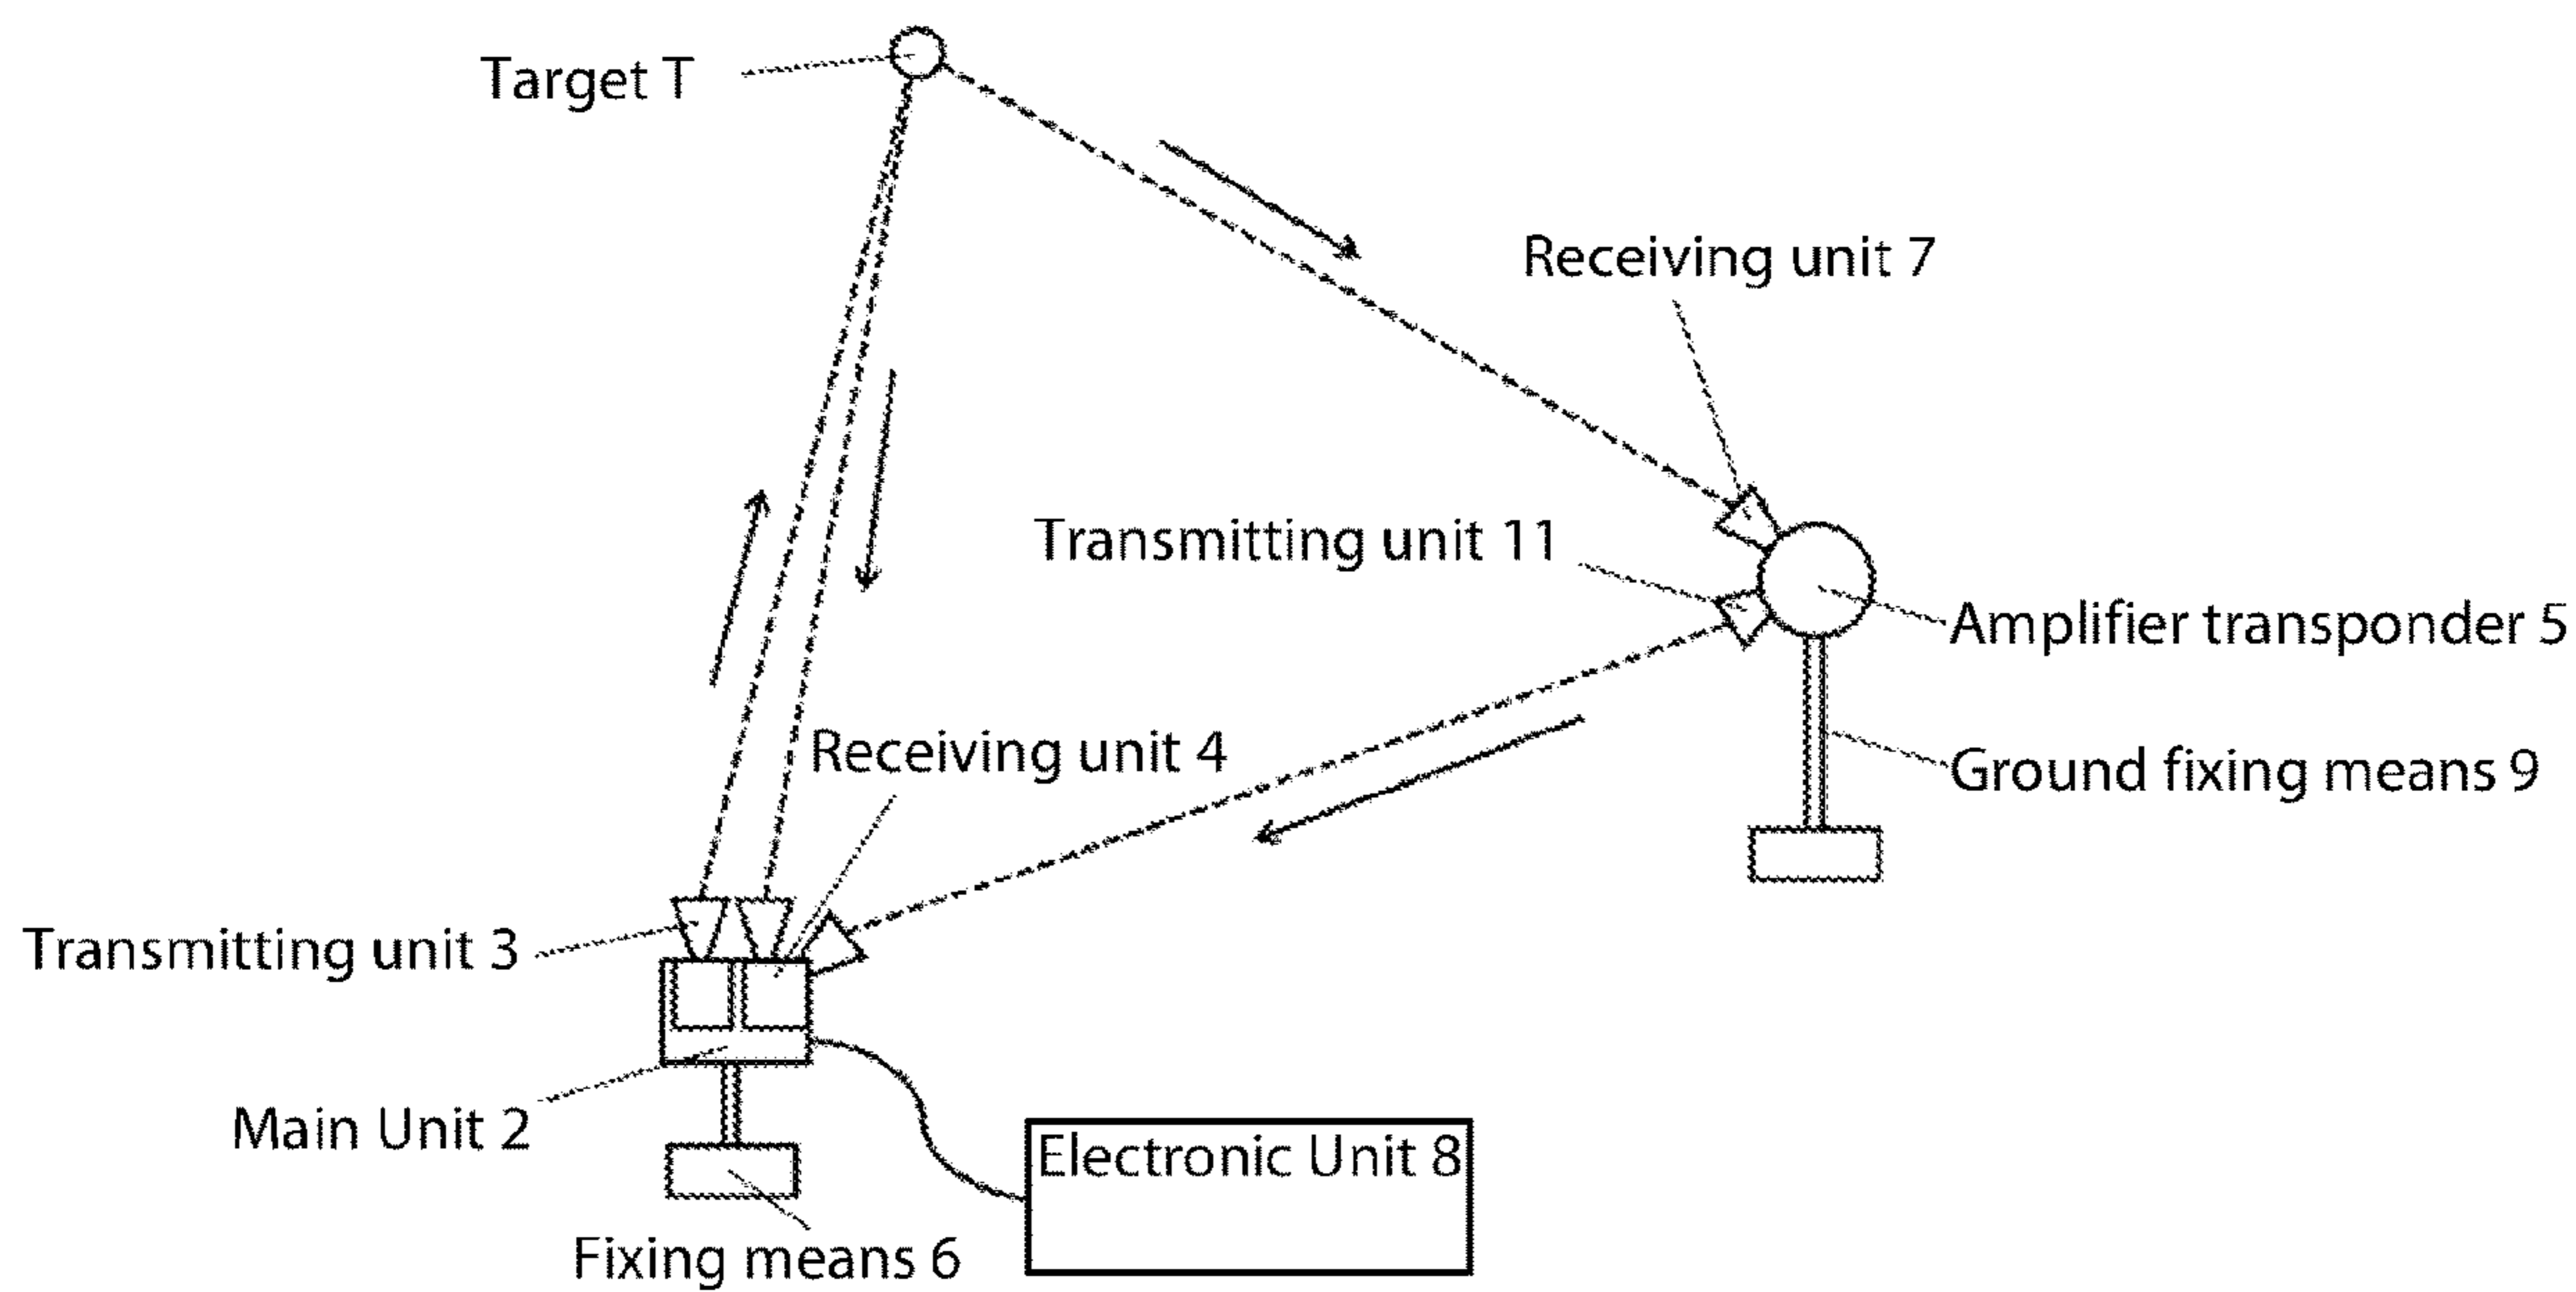 Target T
Receiving unit 7
Transmitting unit 11
Amplifier transponder 5
Receiving unit 4
Ground fixing means 9
Transmitting unit 3
Main Unit 2
Electronic Unit 8
Fixing means 6